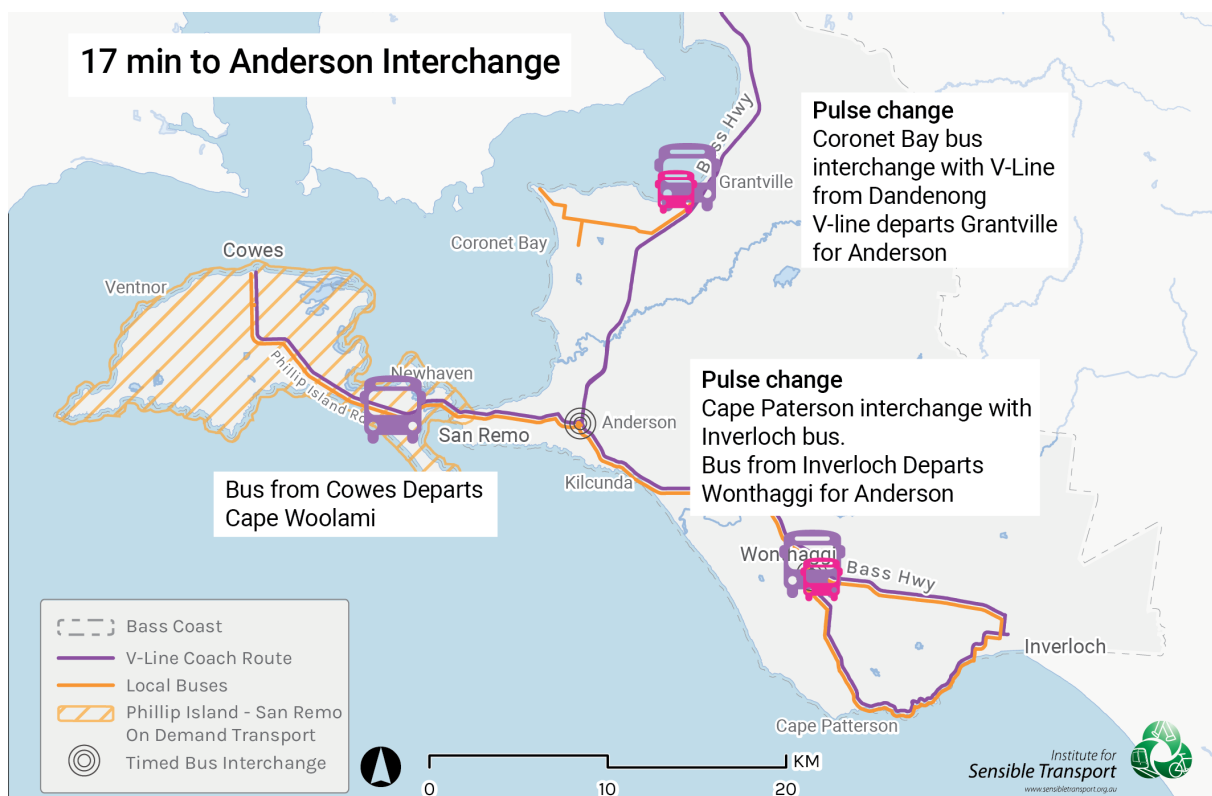 17 min to Anderson Interchange
Pulse change
Coronet Bay bus
interchange with V-Line
from Dandenong
V-line departs Grantville
for Anderson
Bass Hwy
Grantville
Coronet Bay
Cowes
Ventnor
Phillip Island Rd
Newhaven
San Remo
Anderson
Kilcunda
Pulse change
Cape Paterson interchange with
Inverloch bus.
Bus from Inverloch Departs
Wonthaggi for Anderson
Bus from Cowes Departs
Cape Woolami
Wonthaggi
Bass Hwy
Inverloch
Cape Patterson
Bass Coast
V-Line Coach Route
Local Buses
Phillip Island - San Remo
On Demand Transport
Timed Bus Interchange
KM
0 10 20
Institute for
Sensible Transport
www.sensibletransport.org.au